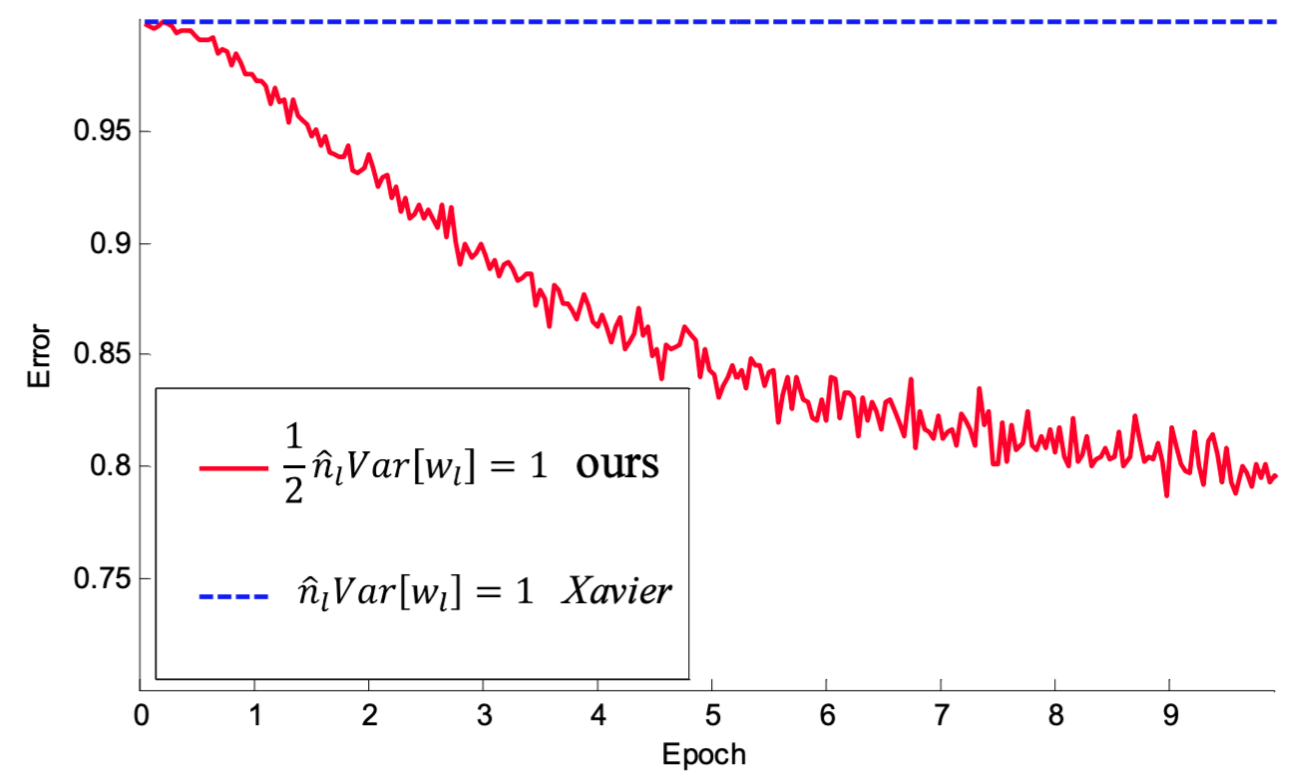 0.95
0.9
0.85
0.8
0.75
Error
1/2 n̂_l Var[w_l] = 1 ours
n̂_l Var[w_l] = 1 Xavier
0 1 2 3 4 5 6 7 8 9
Epoch